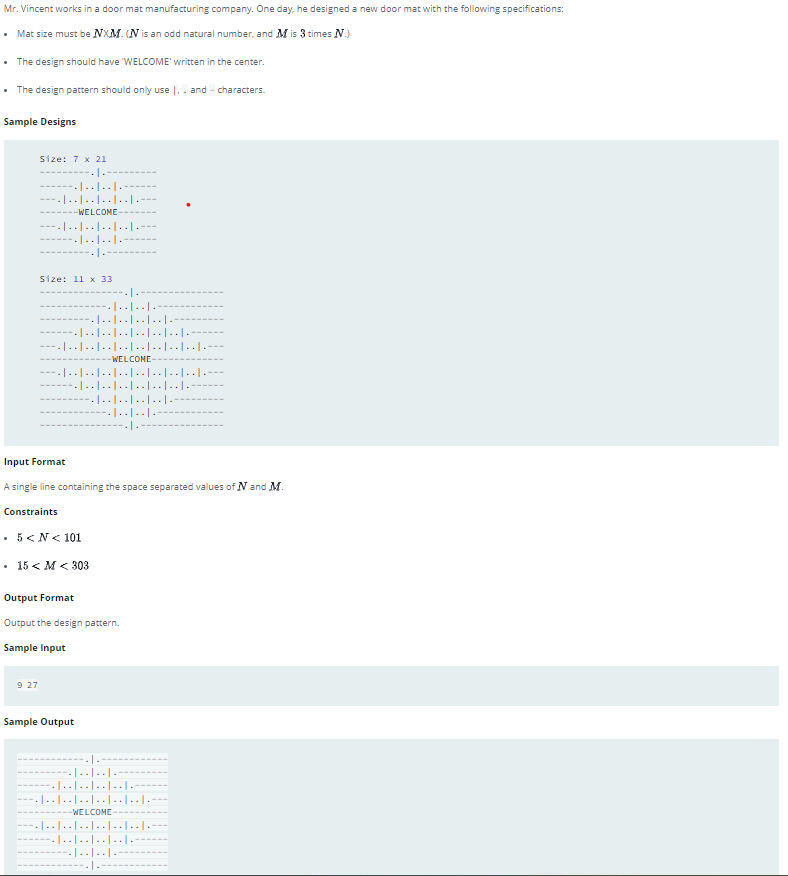 Mr. Vincent works in a door mat manufacturing company. One day, he designed a new door mat with the following specifications:
• Mat size must be N×M. (N is an odd natural number, and M is 3 times N.)
• The design should have 'WELCOME' written in the center.
• The design pattern should only use |, . and - characters.
Sample Designs
Size: 7 x 21
---------.|.---------
------.|..|..|.------
---.|..|..|..|..|.---
-------WELCOME-------
---.|..|..|..|..|.---
------.|..|..|.------
---------.|.---------
Size: 11 x 33
---------------.|.---------------
------------.|..|..|.------------
---------.|..|..|..|..|.---------
------.|..|..|..|..|..|..|.------
---.|..|..|..|..|..|..|..|..|.---
-------------WELCOME-------------
---.|..|..|..|..|..|..|..|..|.---
------.|..|..|..|..|..|..|.------
---------.|..|..|..|..|.---------
------------.|..|..|.------------
---------------.|.---------------
Input Format
A single line containing the space separated values of N and M.
Constraints
• 5 < N < 101
• 15 < M < 303
Output Format
Output the design pattern.
Sample Input
9 27
Sample Output
------------.|.------------
---------.|..|..|.---------
------.|..|..|..|..|.------
---.|..|..|..|..|..|..|.---
----------WELCOME----------
---.|..|..|..|..|..|..|.---
------.|..|..|..|..|.------
---------.|..|..|.---------
------------.|.------------